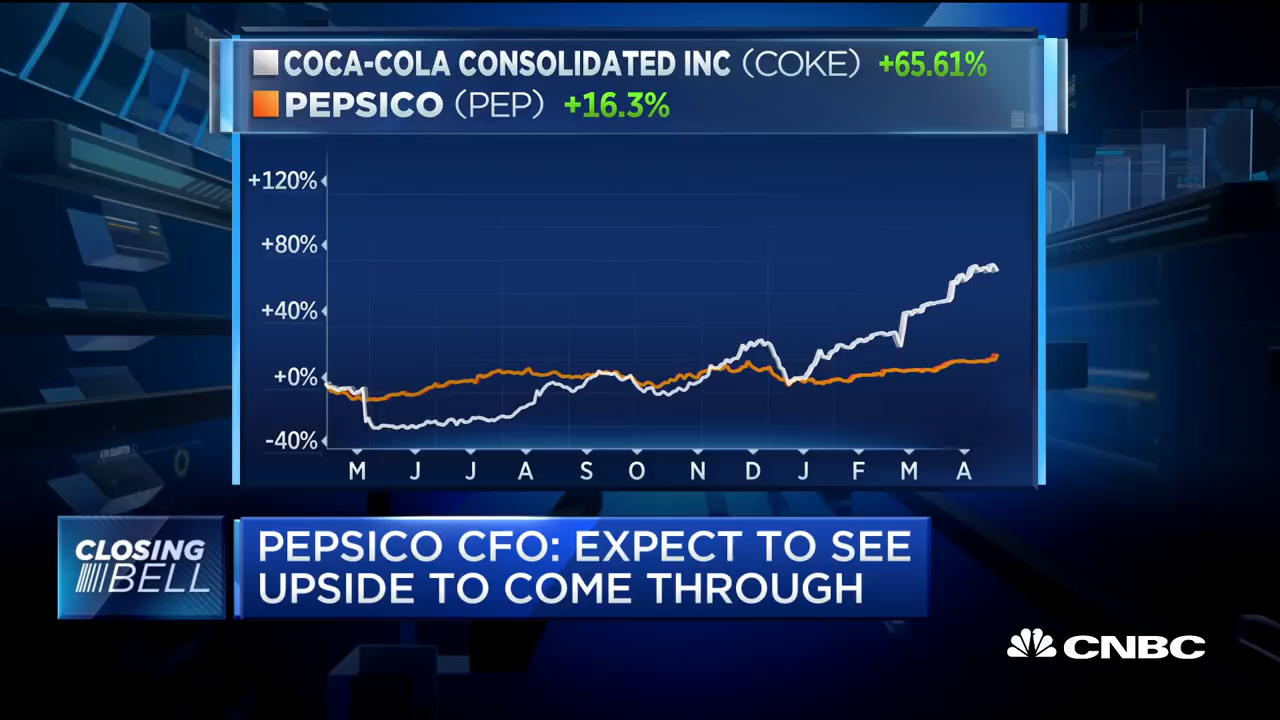 COCA-COLA CONSOLIDATED INC (COKE) +65.61%
PEPSICO (PEP) +16.3%
+120%
+80%
+40%
+0%
-40%
M J J A S O N D J F M A
CLOSING
BELL
PEPSICO CFO: EXPECT TO SEE
UPSIDE TO COME THROUGH
CNBC